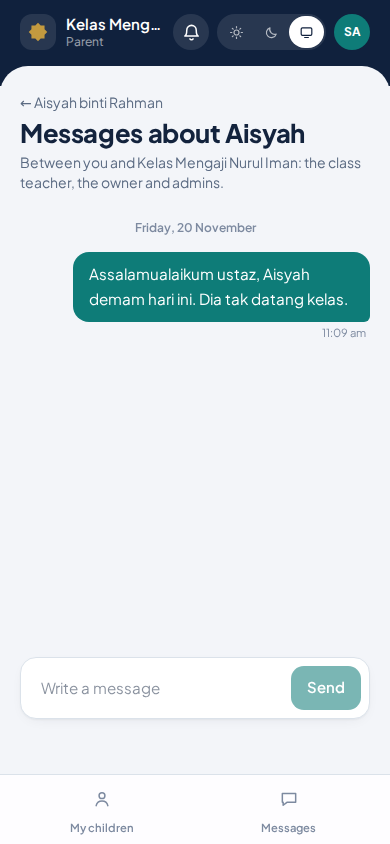 Kelas Meng...
Parent
SA
← Aisyah binti Rahman
Messages about Aisyah
Between you and Kelas Mengaji Nurul Iman: the class
teacher, the owner and admins.
Friday, 20 November
Assalamualaikum ustaz, Aisyah
demam hari ini. Dia tak datang kelas.
11:09 am
Write a message
Send
My children
Messages